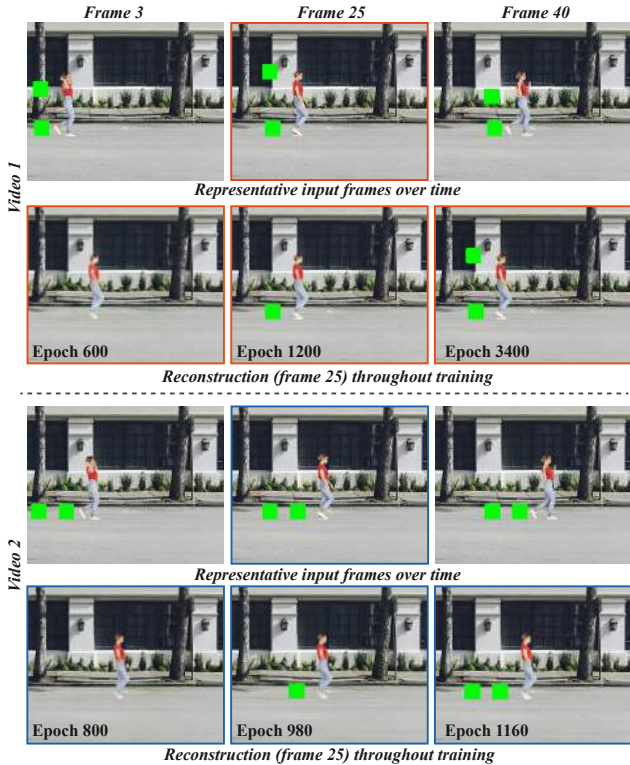 Frame 3 Frame 25 Frame 40
Video 1
Representative input frames over time
Epoch 600 Epoch 1200 Epoch 3400
Reconstruction (frame 25) throughout training
Video 2
Representative input frames over time
Epoch 800 Epoch 980 Epoch 1160
Reconstruction (frame 25) throughout training